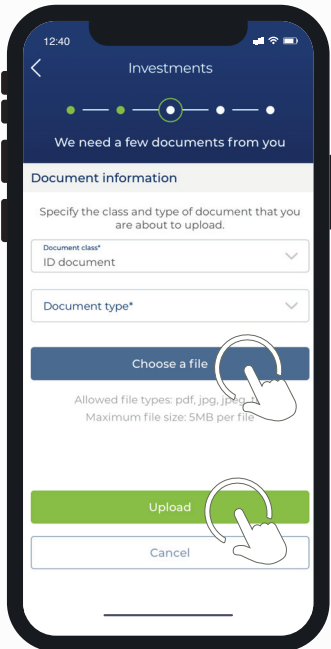 12:40
Investments
We need a few documents from you
Document information
Specify the class and type of document that you
are about to upload.
Document class*
ID document
Document type*
Choose a file
Allowed file types: pdf, jpg, jpeg,
Maximum file size: 5MB per file
Upload
Cancel